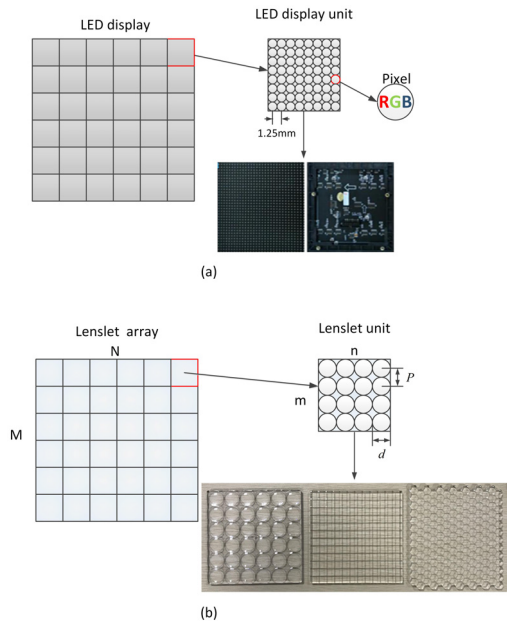 LED display
LED display unit
Pixel
RGB
1.25mm
(a)
Lenslet array
N
Lenslet unit
n
M
m
P
d
(b)